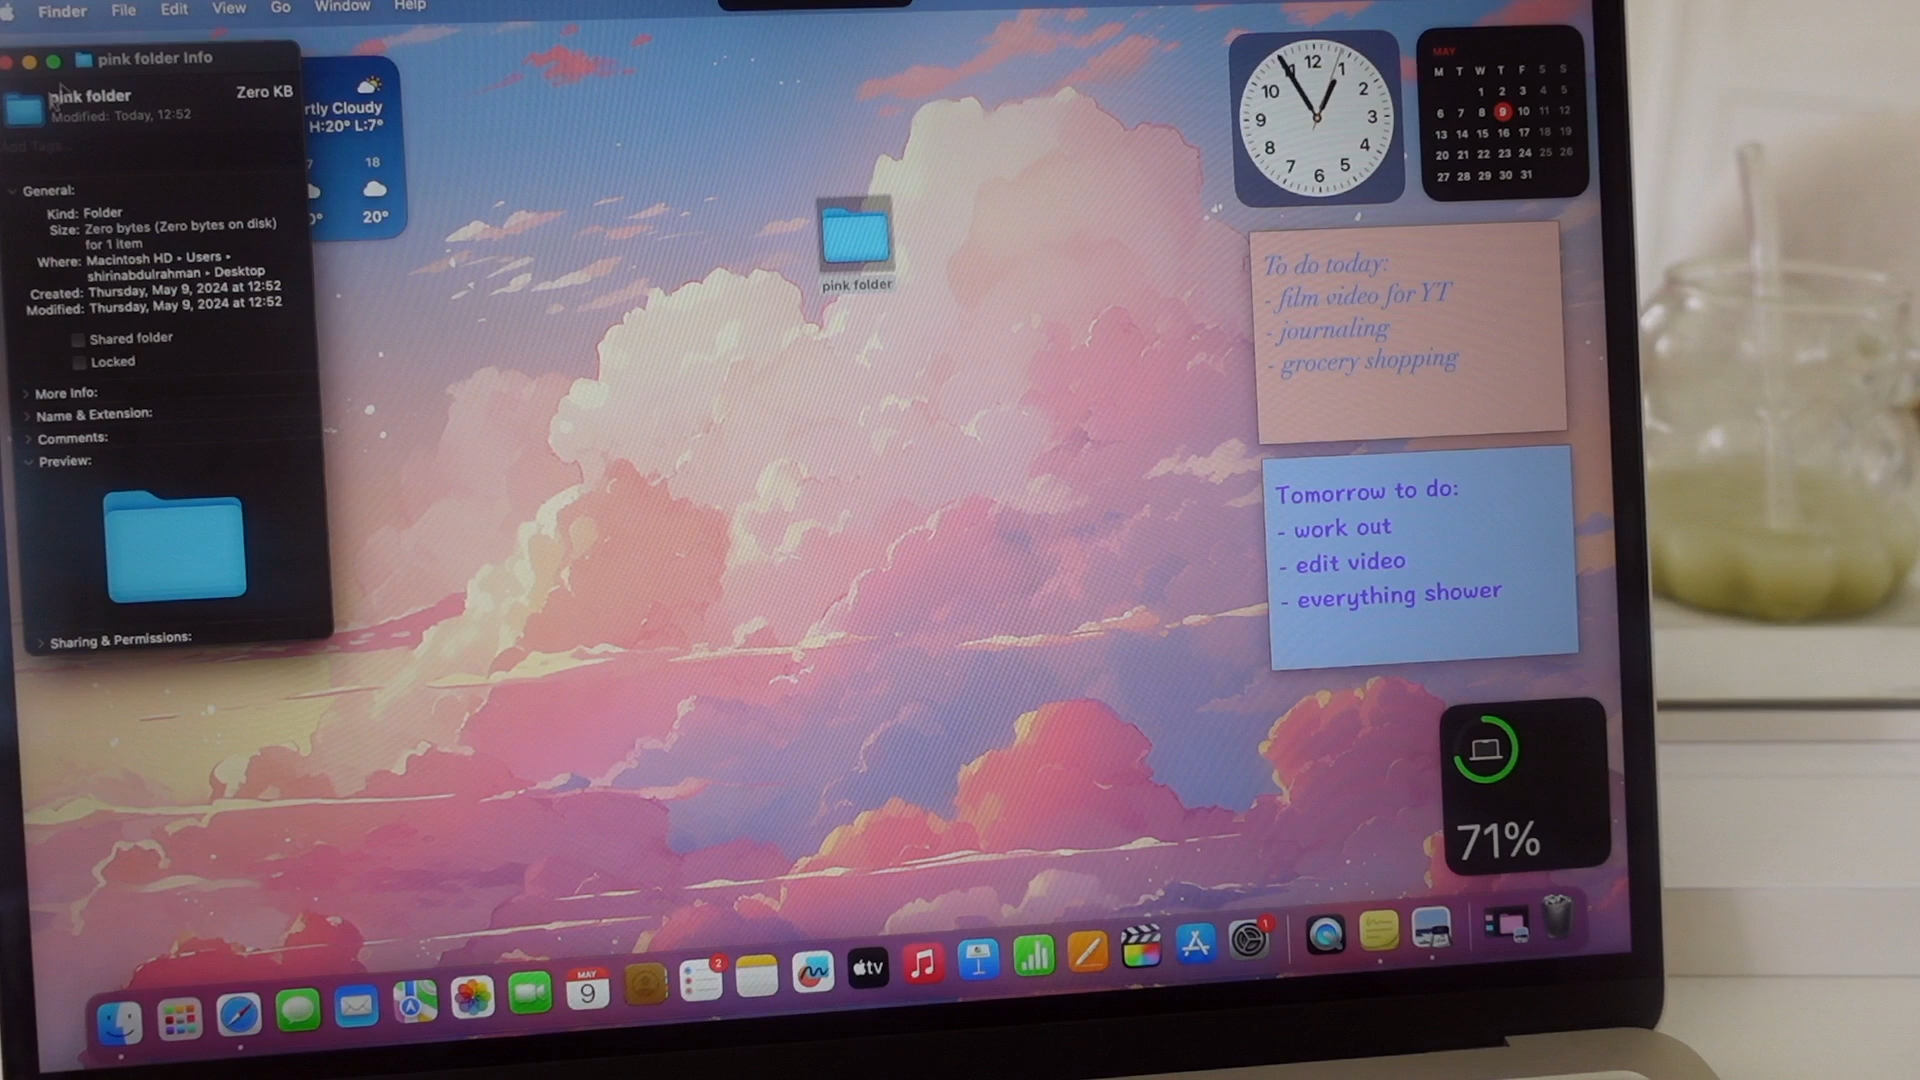 Finder File Edit View Go Window Help
pink folder Info
pink folder Zero KB
Modified: Today, 12:52
Add Tags...
General:
Kind: Folder
Size: Zero bytes (Zero bytes on disk)
for 1 item
Where: Macintosh HD ▸ Users ▸
shirinabdulrahman ▸ Desktop
Created: Thursday, May 9, 2024 at 12:52
Modified: Thursday, May 9, 2024 at 12:52
Shared folder
Locked
More Info:
Name & Extension:
Comments:
Preview:
Sharing & Permissions:
Cloudy
H:20° L:7°
18
20°
pink folder
12
1
2
3
4
5
6
7
8
9
10
MAY
M T W T F S S
1 2 3 4 5
6 7 8 9 10 11 12
13 14 15 16 17 18 19
20 21 22 23 24 25 26
27 28 29 30 31
To do today:
- film video for YT
- journaling
- grocery shopping
Tomorrow to do:
- work out
- edit video
- everything shower
71%
MAY
9
2
tv
1